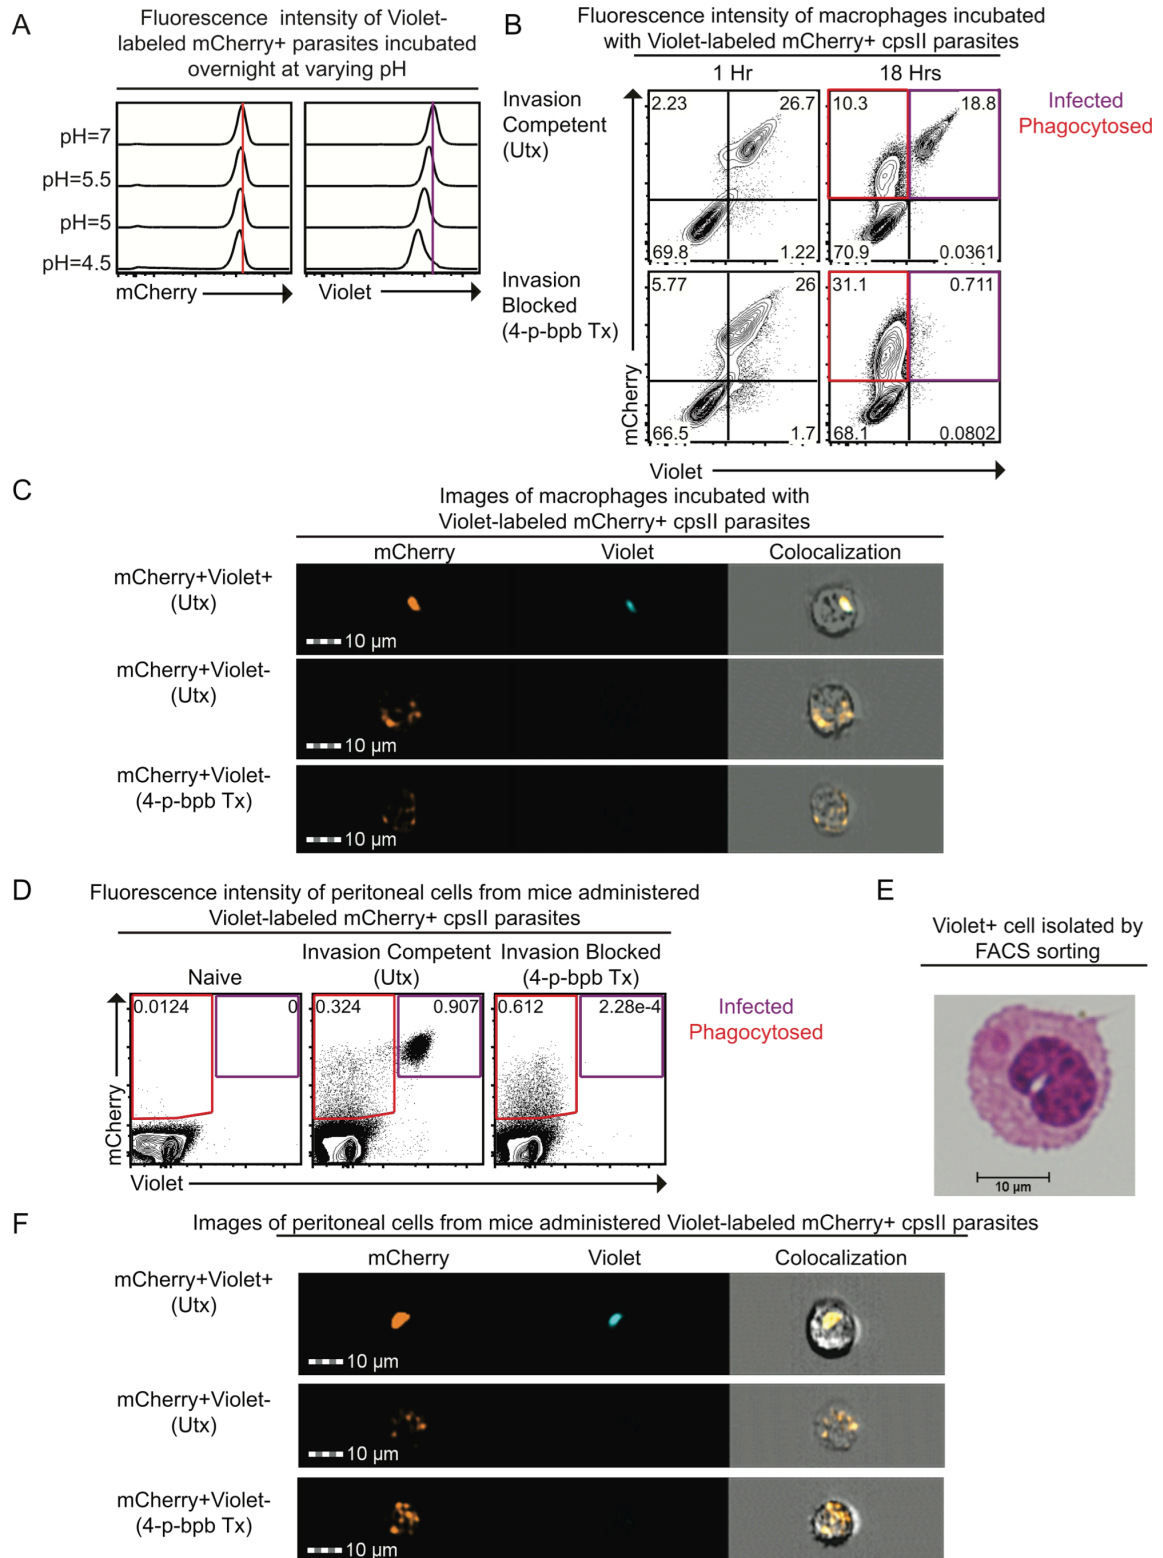 A
Fluorescence intensity of Violet-
labeled mCherry+ parasites incubated
overnight at varying pH
pH=7
pH=5.5
pH=5
pH=4.5
mCherry
Violet
B
Fluorescence intensity of macrophages incubated
with Violet-labeled mCherry+ cpsII parasites
1 Hr
18 Hrs
Invasion
Competent
(Utx)
2.23
26.7
69.8
1.22
10.3
18.8
70.9
0.0361
Infected
Phagocytosed
Invasion
Blocked
(4-p-bpb Tx)
5.77
26
66.5
1.7
31.1
0.711
68.1
0.0802
mCherry
Violet
C
Images of macrophages incubated with
Violet-labeled mCherry+ cpsII parasites
mCherry
Violet
Colocalization
mCherry+Violet+
(Utx)
10 µm
mCherry+Violet-
(Utx)
10 µm
mCherry+Violet-
(4-p-bpb Tx)
10 µm
D
Fluorescence intensity of peritoneal cells from mice administered
Violet-labeled mCherry+ cpsII parasites
Naive
Invasion Competent
(Utx)
Invasion Blocked
(4-p-bpb Tx)
0.0124
0
0.324
0.907
0.612
2.28e-4
Infected
Phagocytosed
mCherry
Violet
E
Violet+ cell isolated by
FACS sorting
10 µm
F
Images of peritoneal cells from mice administered Violet-labeled mCherry+ cpsII parasites
mCherry
Violet
Colocalization
mCherry+Violet+
(Utx)
10 µm
mCherry+Violet-
(Utx)
10 µm
mCherry+Violet-
(4-p-bpb Tx)
10 µm